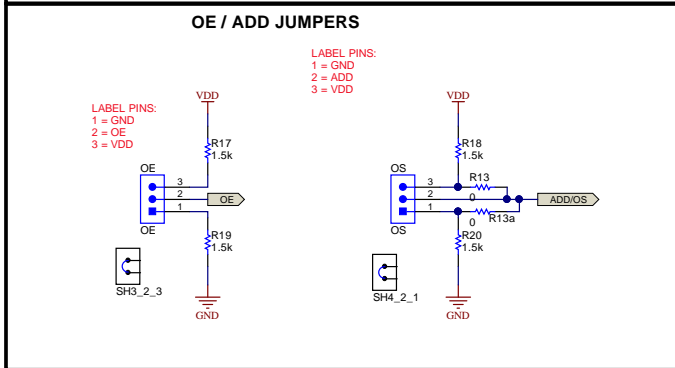 OE / ADD JUMPERS
LABEL PINS:
1 = GND
2 = ADD
3 = VDD
LABEL PINS:
1 = GND
2 = OE
3 = VDD
VDD
R17
1.5k
OE
3
2
1
OE
OE
R19
1.5k
GND
SH3_2_3
VDD
R18
1.5k
OS
3
2
1
OS
R13
0
0
R13a
ADD/OS
R20
1.5k
GND
SH4_2_1